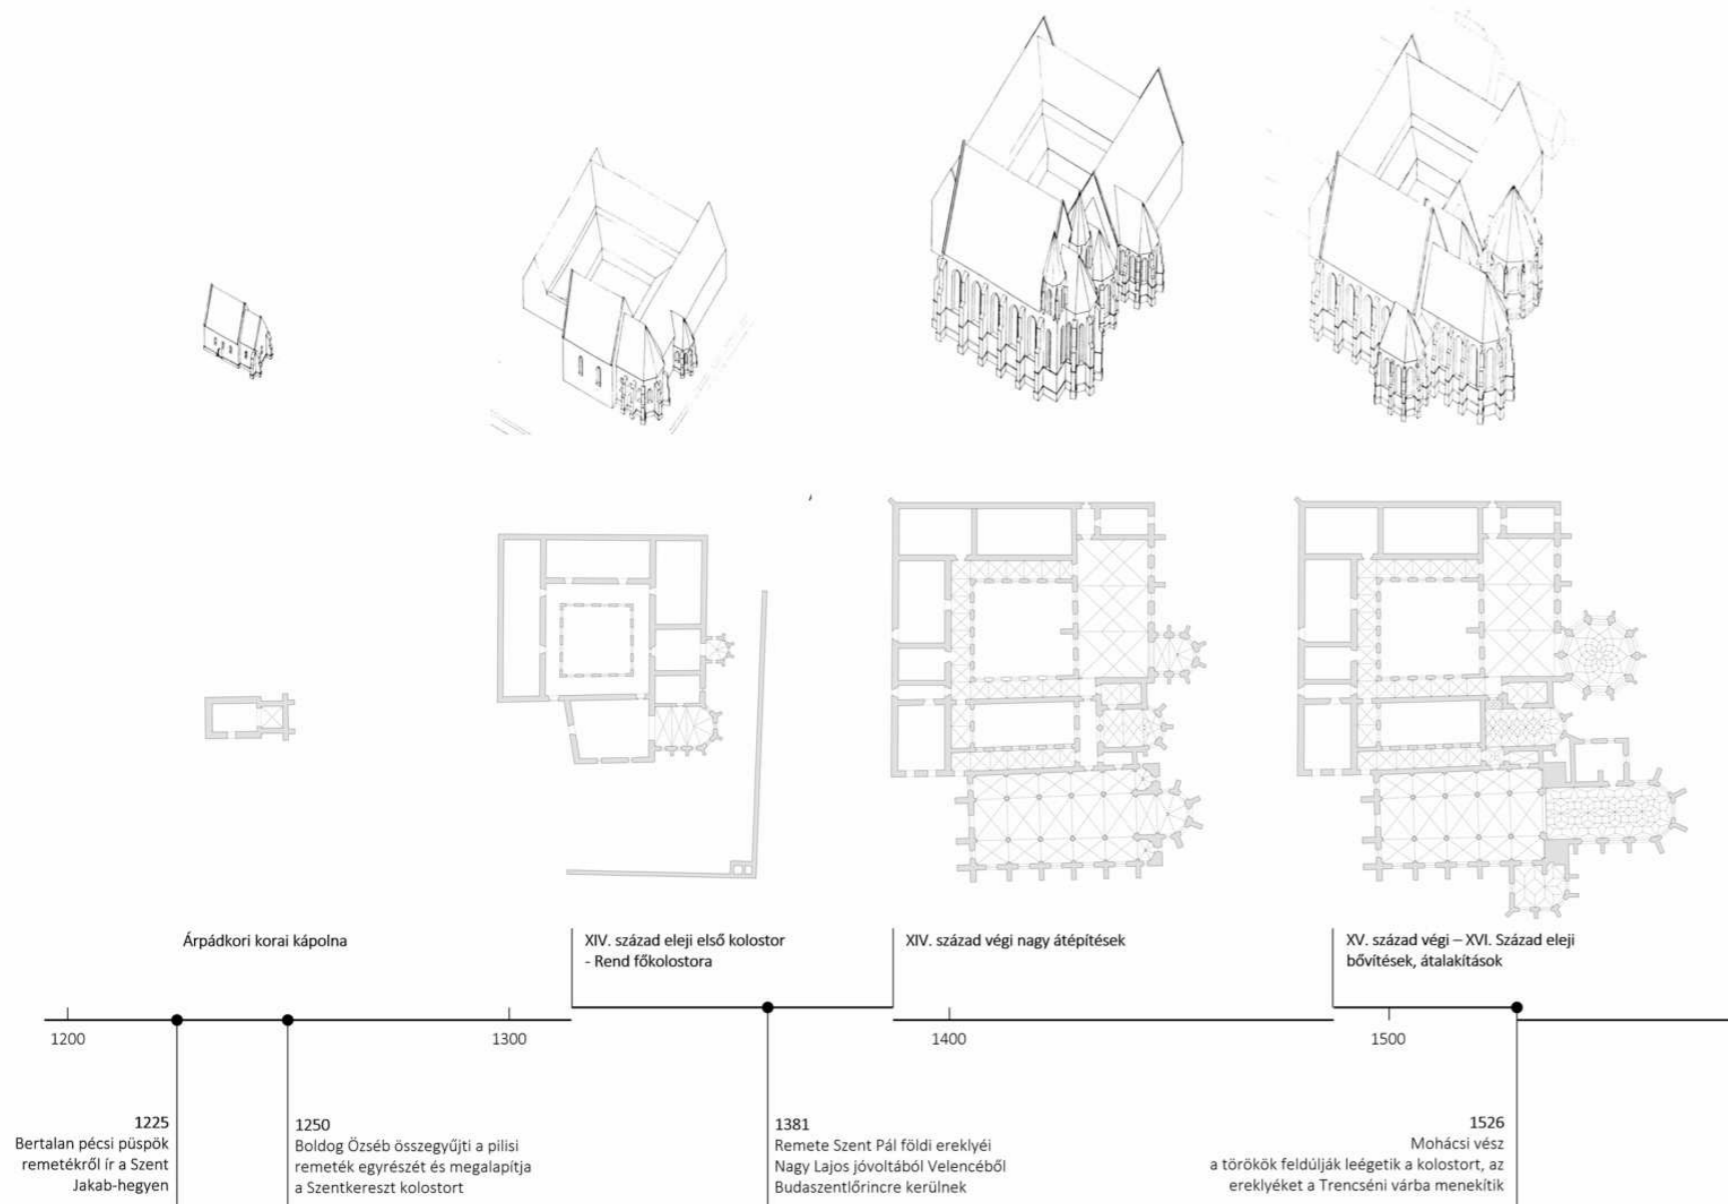 Árpádkori korai kápolna
XIV. század eleji első kolostor
- Rend főkolostora
XIV. század végi nagy átépítések
XV. század végi – XVI. Század eleji
bővítések, átalakítások
1200
1300
1400
1500
1225
Bertalan pécsi püspök
remetékről ír a Szent
Jakab-hegyen
1250
Boldog Özséb összegyűjti a pilisi
remeték egyrészét és megalapítja
a Szentkereszt kolostort
1381
Remete Szent Pál földi ereklyéi
Nagy Lajos jóvoltából Velencéből
Budaszentlőrincre kerülnek
1526
Mohácsi vész
a törökök feldúlják leégetik a kolostort, az
ereklyéket a Trencséni várba menekítik